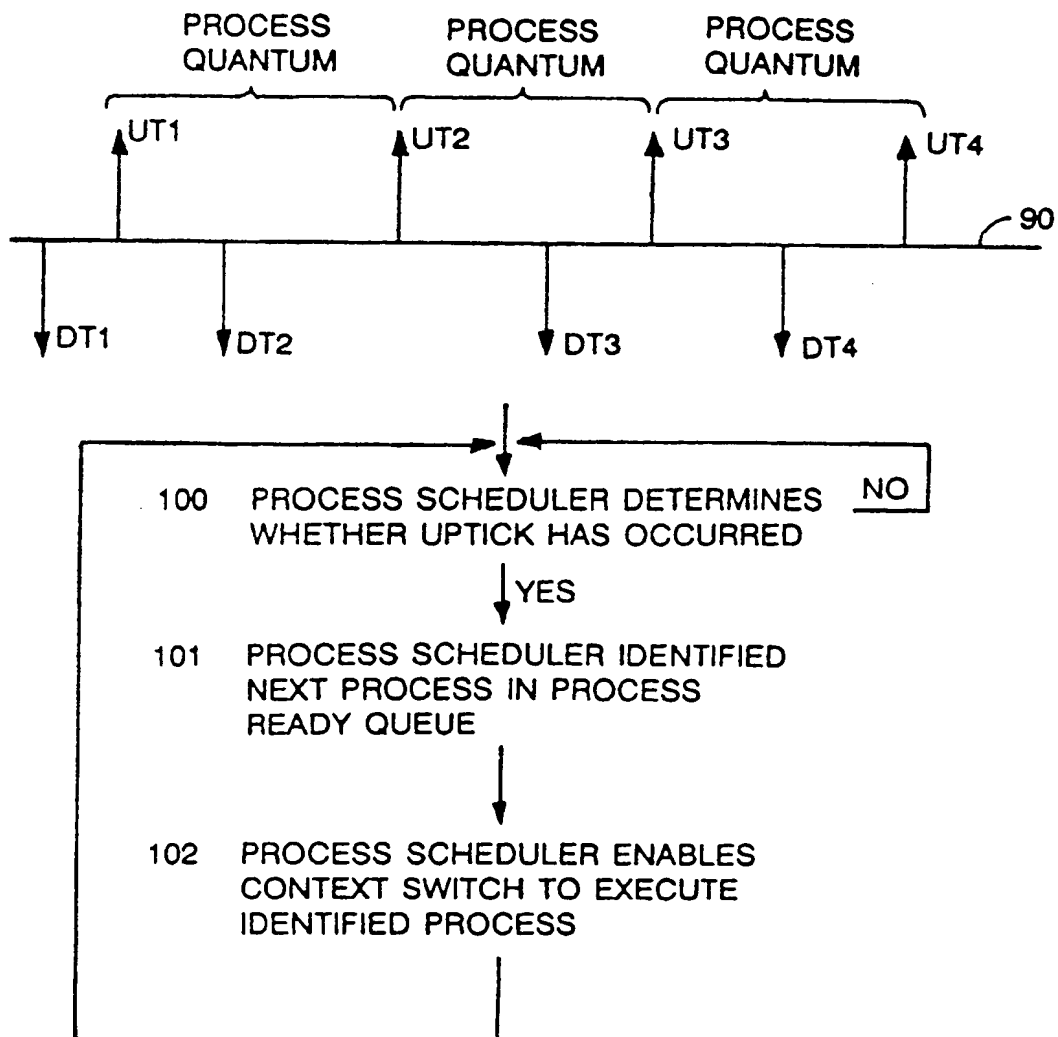 PROCESS
QUANTUM
PROCESS
QUANTUM
PROCESS
QUANTUM
UT1
UT2
UT3
UT4
90
DT1
DT2
DT3
DT4
100 PROCESS SCHEDULER DETERMINES
WHETHER UPTICK HAS OCCURRED
NO
YES
101 PROCESS SCHEDULER IDENTIFIED
NEXT PROCESS IN PROCESS
READY QUEUE
102 PROCESS SCHEDULER ENABLES
CONTEXT SWITCH TO EXECUTE
IDENTIFIED PROCESS